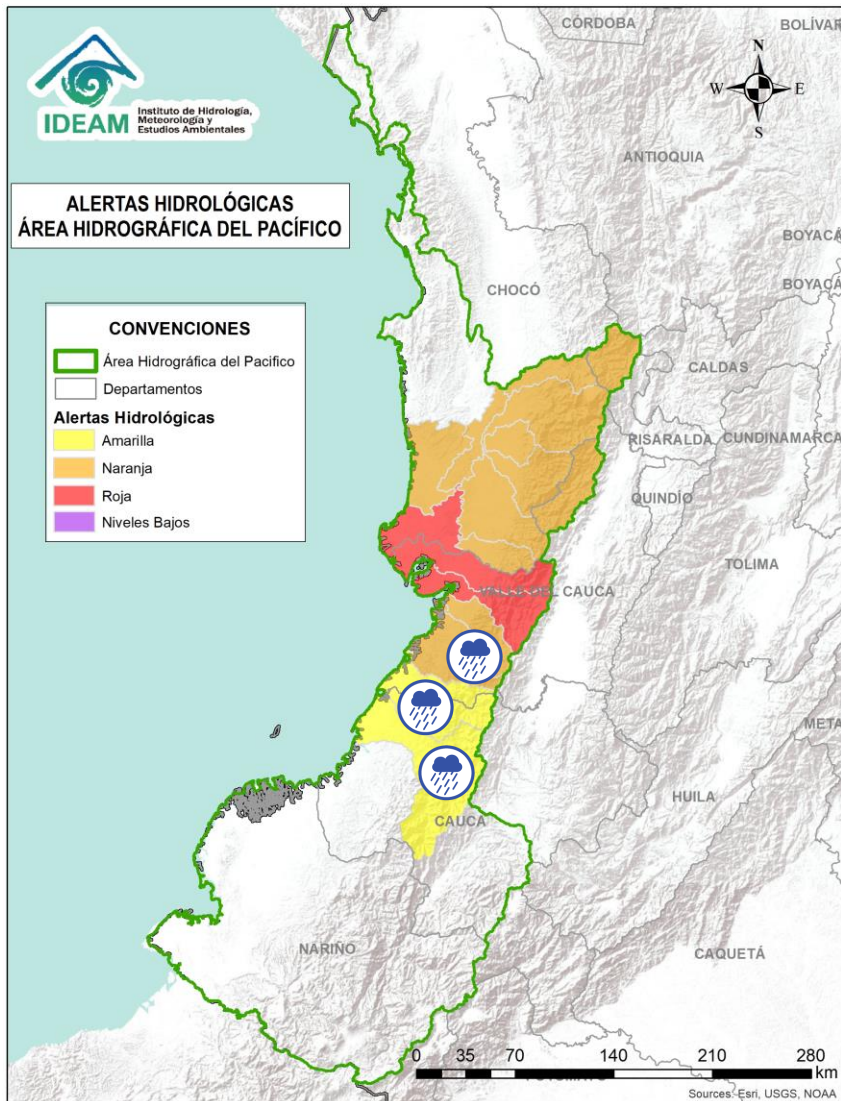 CÓRDOBA
BOLÍVAR
IDEAM
Instituto de Hidrología,
Meteorología y
Estudios Ambientales
N
W
E
S
ANTIOQUIA
ALERTAS HIDROLÓGICAS
ÁREA HIDROGRÁFICA DEL PACÍFICO
BOYACÁ
BOYACÁ
CHOCÓ
CONVENCIONES
Área Hidrográfica del Pacifico
Departamentos
Alertas Hidrológicas
Amarilla
Naranja
Roja
Niveles Bajos
CALDAS
RISARALDA
CUNDINAMARCA
QUINDÍO
TOLIMA
VALLE DEL CAUCA
META
HUILA
CAUCA
NARIÑO
CAQUETÁ
0 35 70 140 210 280
km
Sources: Esri, USGS, NOAA